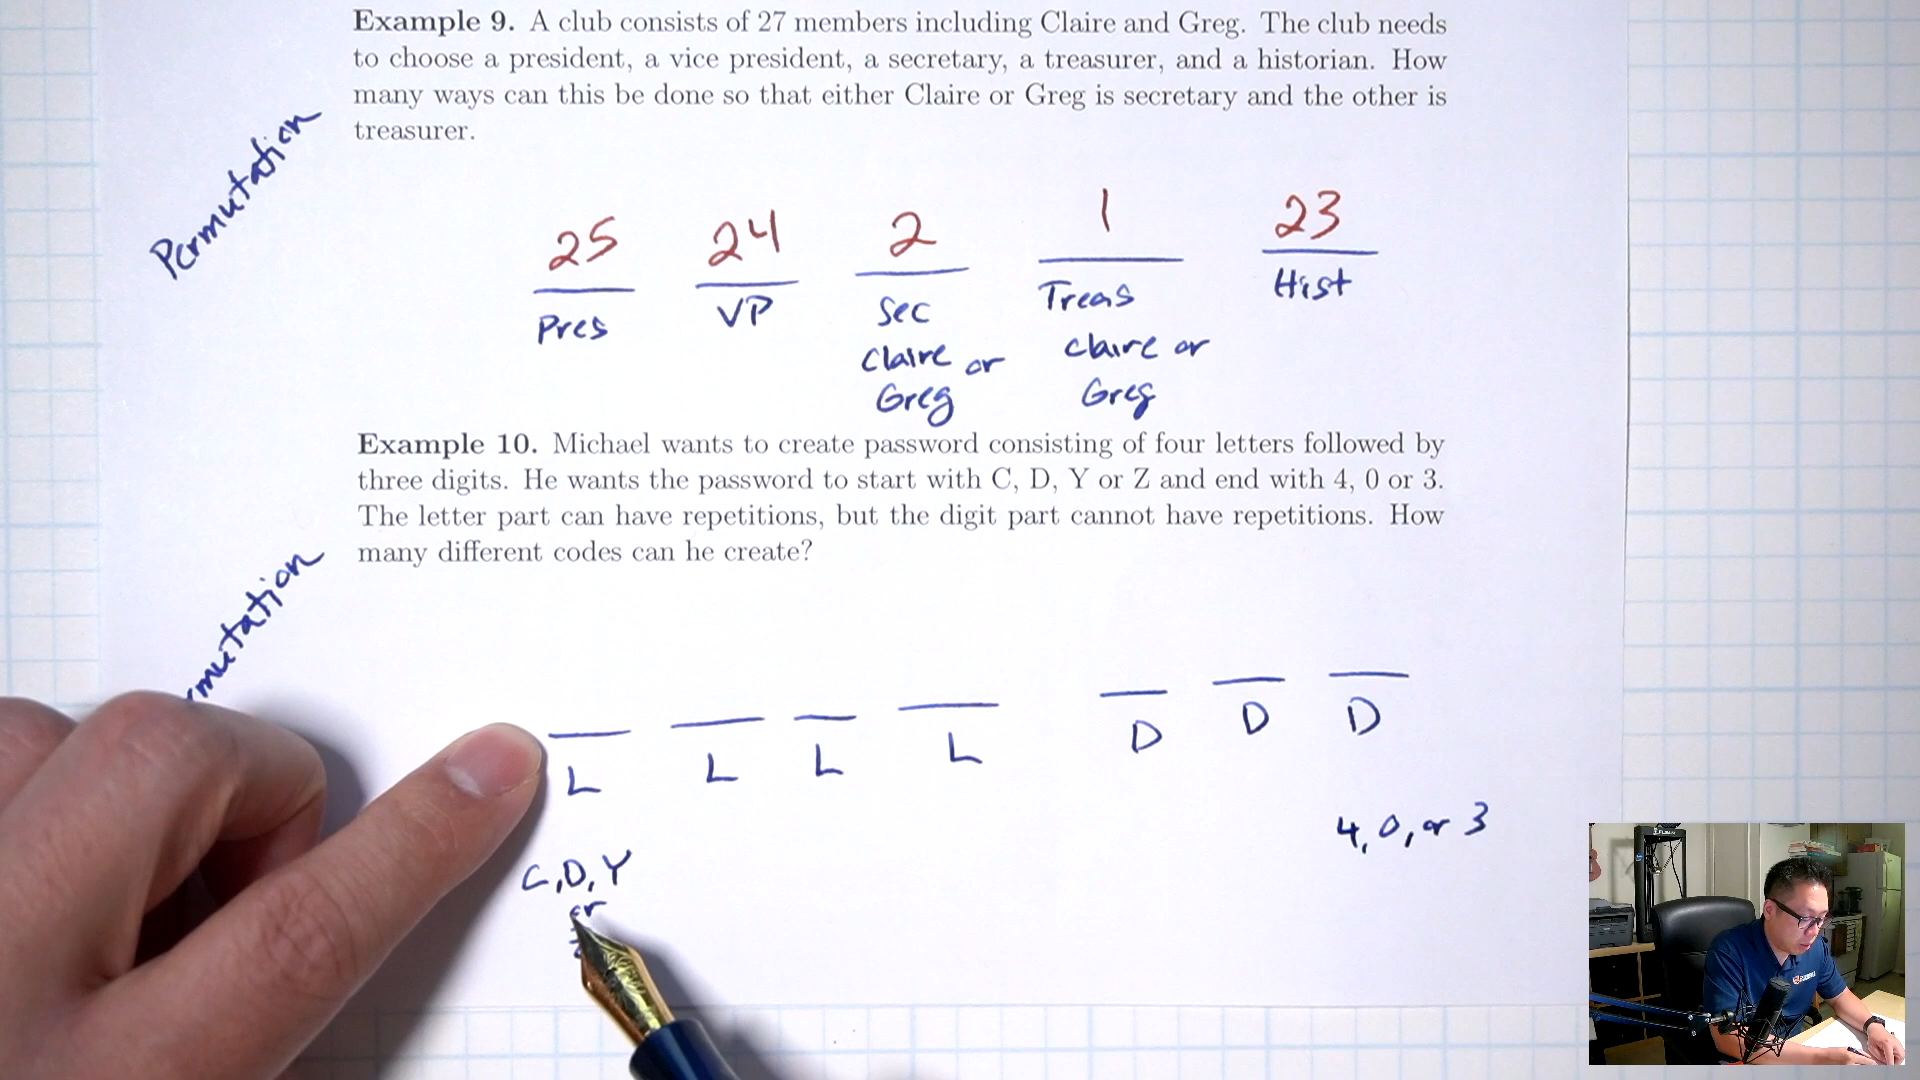 Example 9. A club consists of 27 members including Claire and Greg. The club needs
to choose a president, a vice president, a secretary, a treasurer, and a historian. How
many ways can this be done so that either Claire or Greg is secretary and the other is
treasurer.
Permutation
25 24 2 1 23
Pres VP Sec Treas Hist
Claire or Claire or
Greg Greg
Example 10. Michael wants to create password consisting of four letters followed by
three digits. He wants the password to start with C, D, Y or Z and end with 4, 0 or 3.
The letter part can have repetitions, but the digit part cannot have repetitions. How
many different codes can he create?
mutation
L L L L D D D
4, 0, or 3
C, D, Y
or